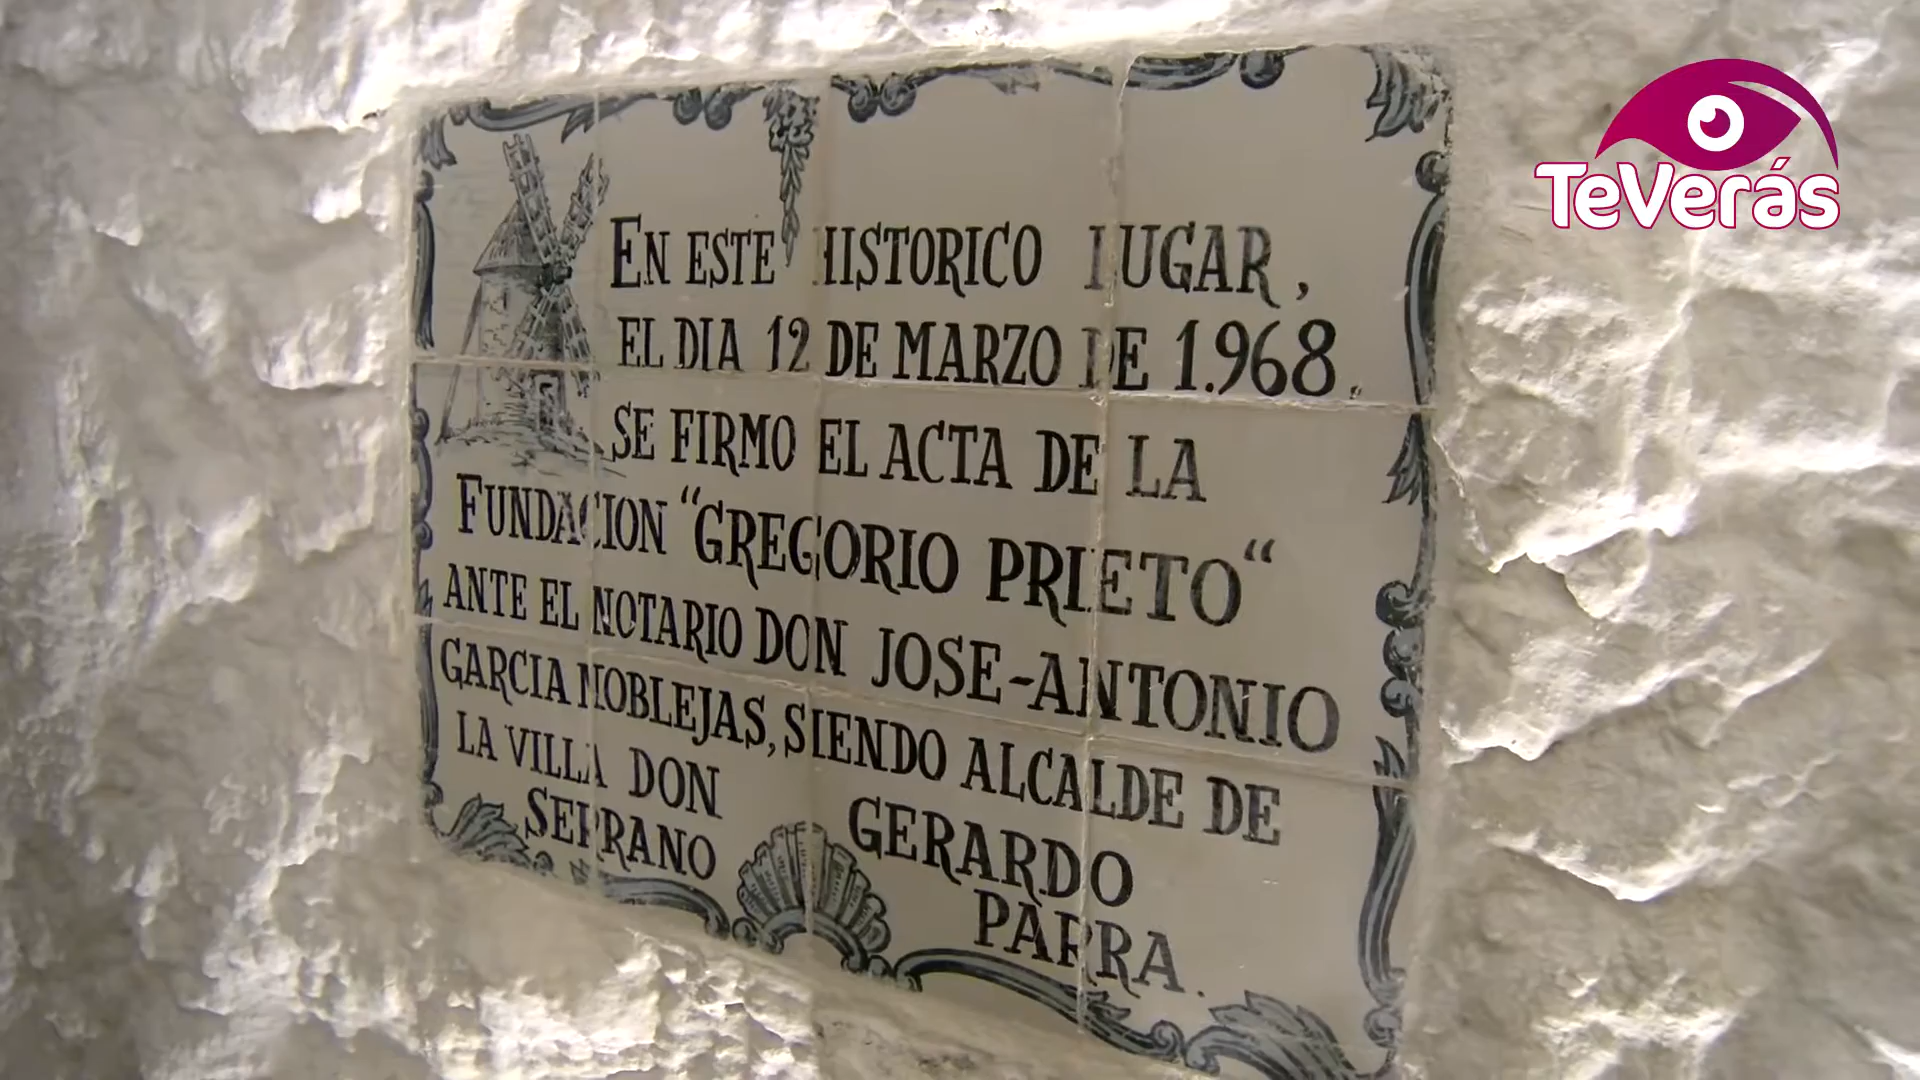 TeVerás
EN ESTE HISTORICO LUGAR,
EL DIA 12 DE MARZO DE 1.968.
SE FIRMO EL ACTA DE LA
FUNDACION “GREGORIO PRIETO“
ANTE EL NOTARIO DON JOSE-ANTONIO
GARCIA NOBLEJAS, SIENDO ALCALDE DE
LA VILLA DON GERARDO
SERRANO PARRA.